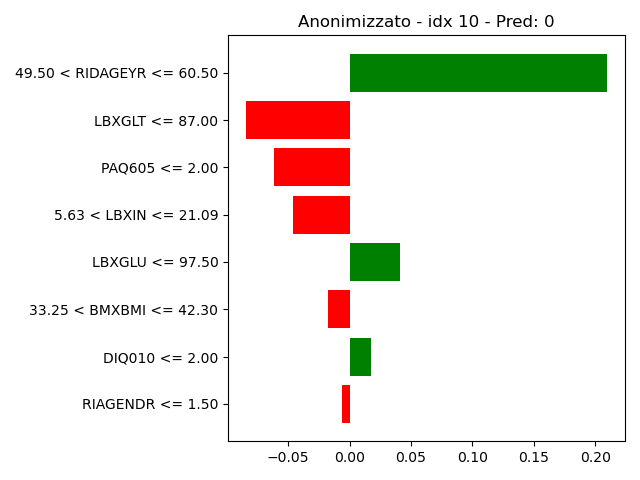 Anonimizzato - idx 10 - Pred: 0
49.50 < RIDAGEYR <= 60.50
LBXGLT <= 87.00
PAQ605 <= 2.00
5.63 < LBXIN <= 21.09
LBXGLU <= 97.50
33.25 < BMXBMI <= 42.30
DIQ010 <= 2.00
RIAGENDR <= 1.50
−0.05 0.00 0.05 0.10 0.15 0.20